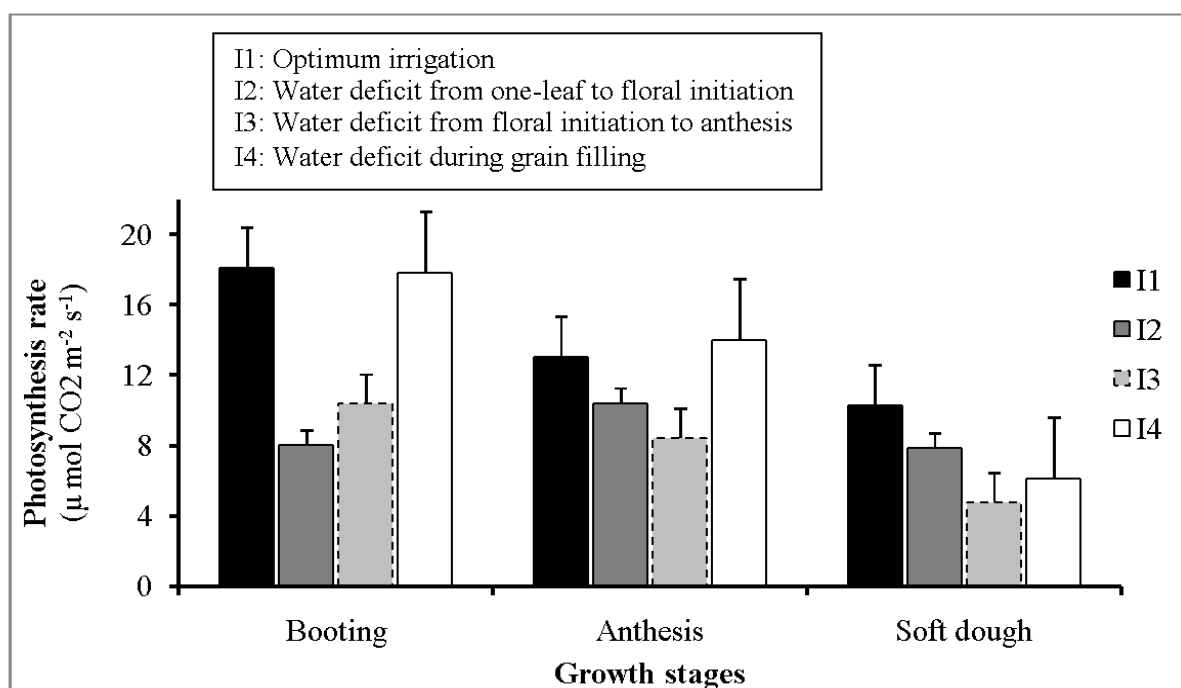 I1: Optimum irrigation
I2: Water deficit from one-leaf to floral initiation
I3: Water deficit from floral initiation to anthesis
I4: Water deficit during grain filling
Photosynthesis rate
(µ mol CO2 m⁻² s⁻¹)
20
16
12
8
4
0
I1
I2
I3
I4
Booting Anthesis Soft dough
Growth stages